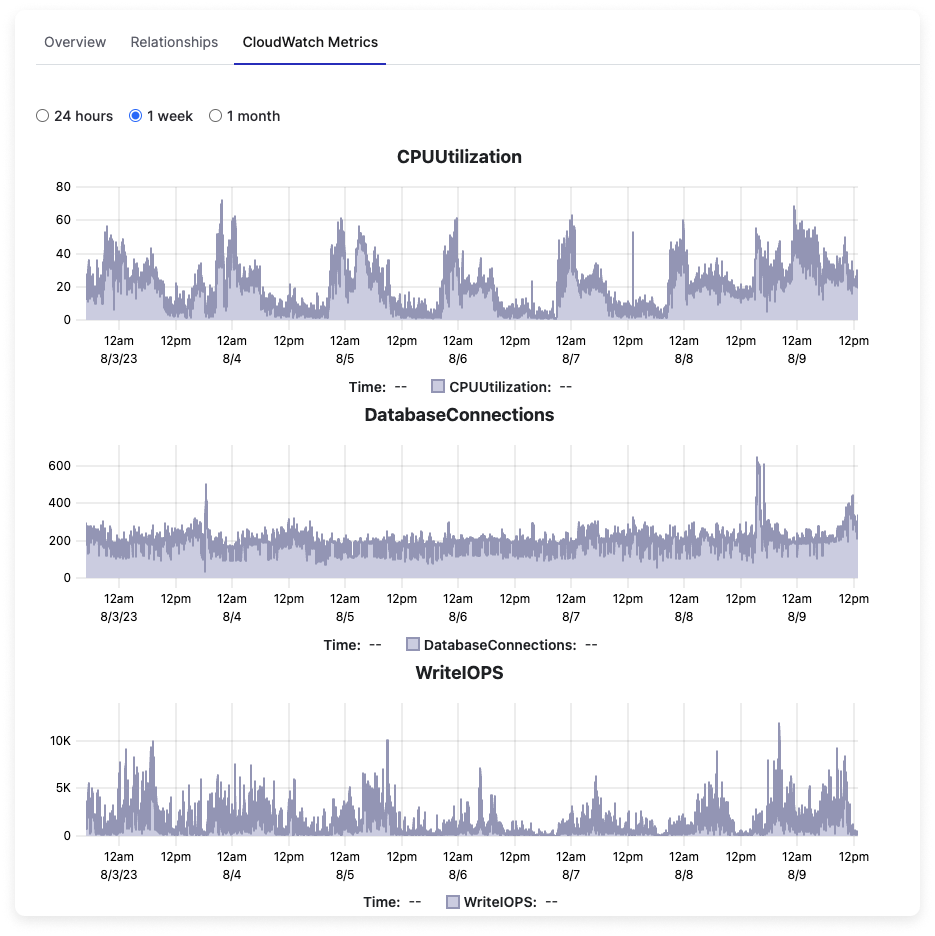 Overview Relationships CloudWatch Metrics
24 hours 1 week 1 month
CPUUtilization
80
60
40
20
0
12am 12pm 12am 12pm 12am 12pm 12am 12pm 12am 12pm 12am 12pm 12am 12pm
8/3/23 8/4 8/5 8/6 8/7 8/8 8/9
Time: -- CPUUtilization: --
DatabaseConnections
600
400
200
0
12am 12pm 12am 12pm 12am 12pm 12am 12pm 12am 12pm 12am 12pm 12am 12pm
8/3/23 8/4 8/5 8/6 8/7 8/8 8/9
Time: -- DatabaseConnections: --
WriteIOPS
10K
5K
0
12am 12pm 12am 12pm 12am 12pm 12am 12pm 12am 12pm 12am 12pm 12am 12pm
8/3/23 8/4 8/5 8/6 8/7 8/8 8/9
Time: -- WriteIOPS: --